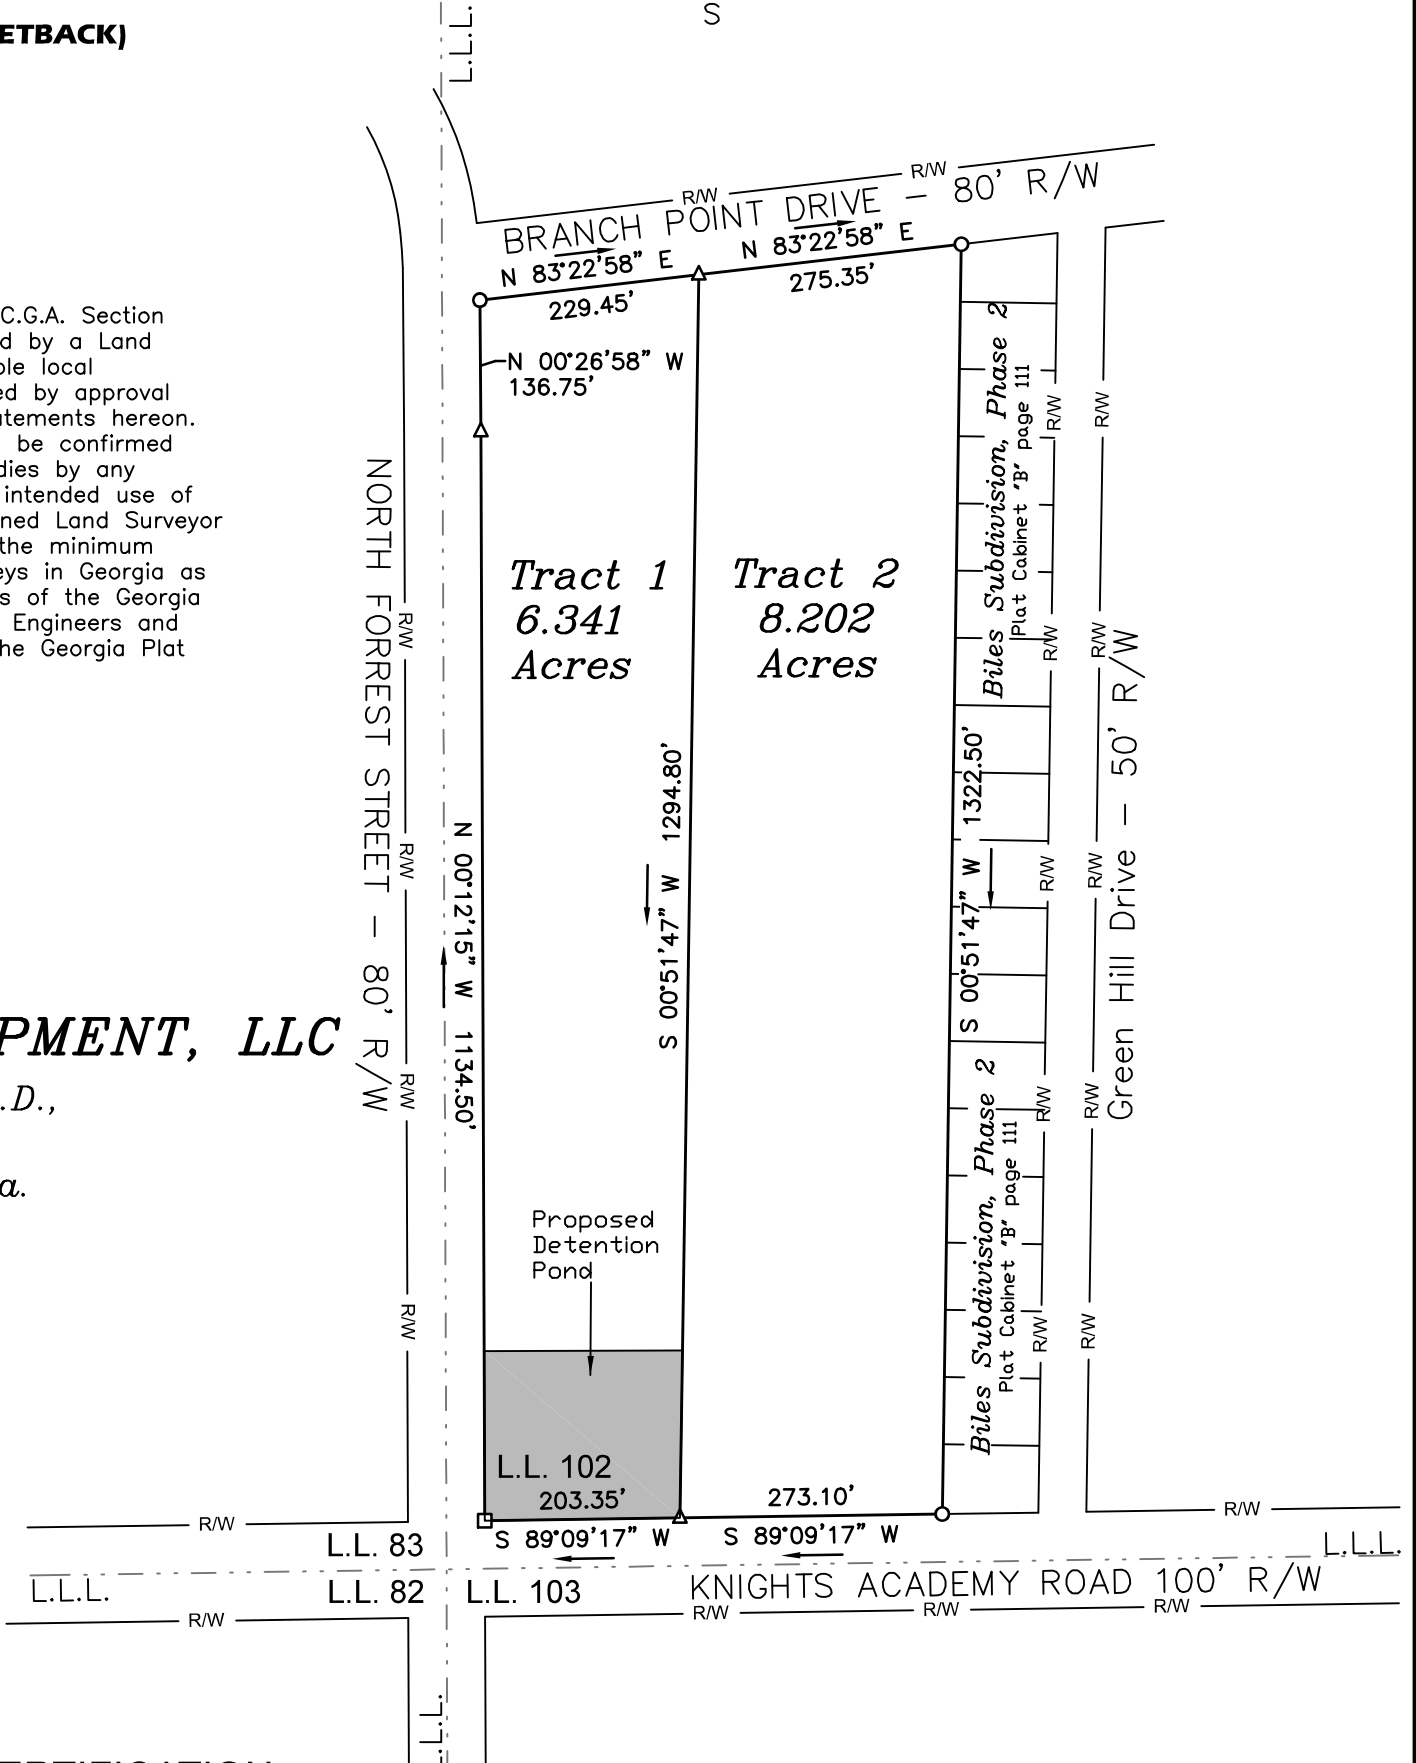 S
L.L.L.
ETBACK)
R/W
R/W
BRANCH POINT DRIVE - 80' R/W
N 83°22'58" E
229.45'
N 83°22'58" E
275.35'
C.G.A. Section
d by a Land
ble local
ed by approval
atements hereon.
be confirmed
dies by any
intended use of
ned Land Surveyor
the minimum
eys in Georgia as
s of the Georgia
Engineers and
he Georgia Plat
N 00°26'58" W
136.75'
NORTH FORREST STREET - 80' R/W
R/W
R/W
R/W
R/W
Tract 1
6.341
Acres
Tract 2
8.202
Acres
N 00°12'15" W 1134.50'
S 00°51'47" W 1294.80'
S 00°51'47" W 1322.50'
Biles Subdivision, Phase 2
Plat Cabinet "B" page 111
Biles Subdivision, Phase 2
Plat Cabinet "B" page 111
R/W
R/W
R/W
R/W
R/W
R/W
R/W
R/W
R/W
R/W
Green Hill Drive - 50' R/W
PMENT, LLC
.D.,
a.
Proposed
Detention
Pond
L.L. 102
203.35'
S 89°09'17" W
273.10'
S 89°09'17" W
R/W
R/W
L.L. 83
L.L.L.
L.L.L.
L.L. 82
L.L. 103
KNIGHTS ACADEMY ROAD 100' R/W
R/W
R/W
R/W
R/W
.L.L.